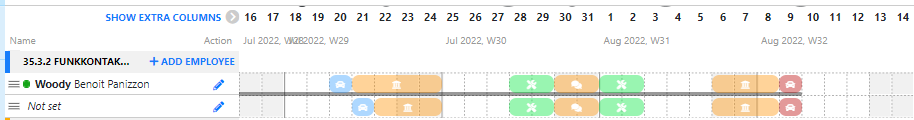 SHOW EXTRA COLUMNS 16 17 18 19 20 21 22 23 24 25 26 27 28 29 30 31 1 2 3 4 5 6 7 8 9 10 11 12 13 14
Name Action Jul 2022, W28 2022, W29 Jul 2022, W30 Aug 2022, W31 Aug 2022, W32
35.3.2 FUNKKONTAK... + ADD EMPLOYEE
Woody Benoit Panizzon
Not set